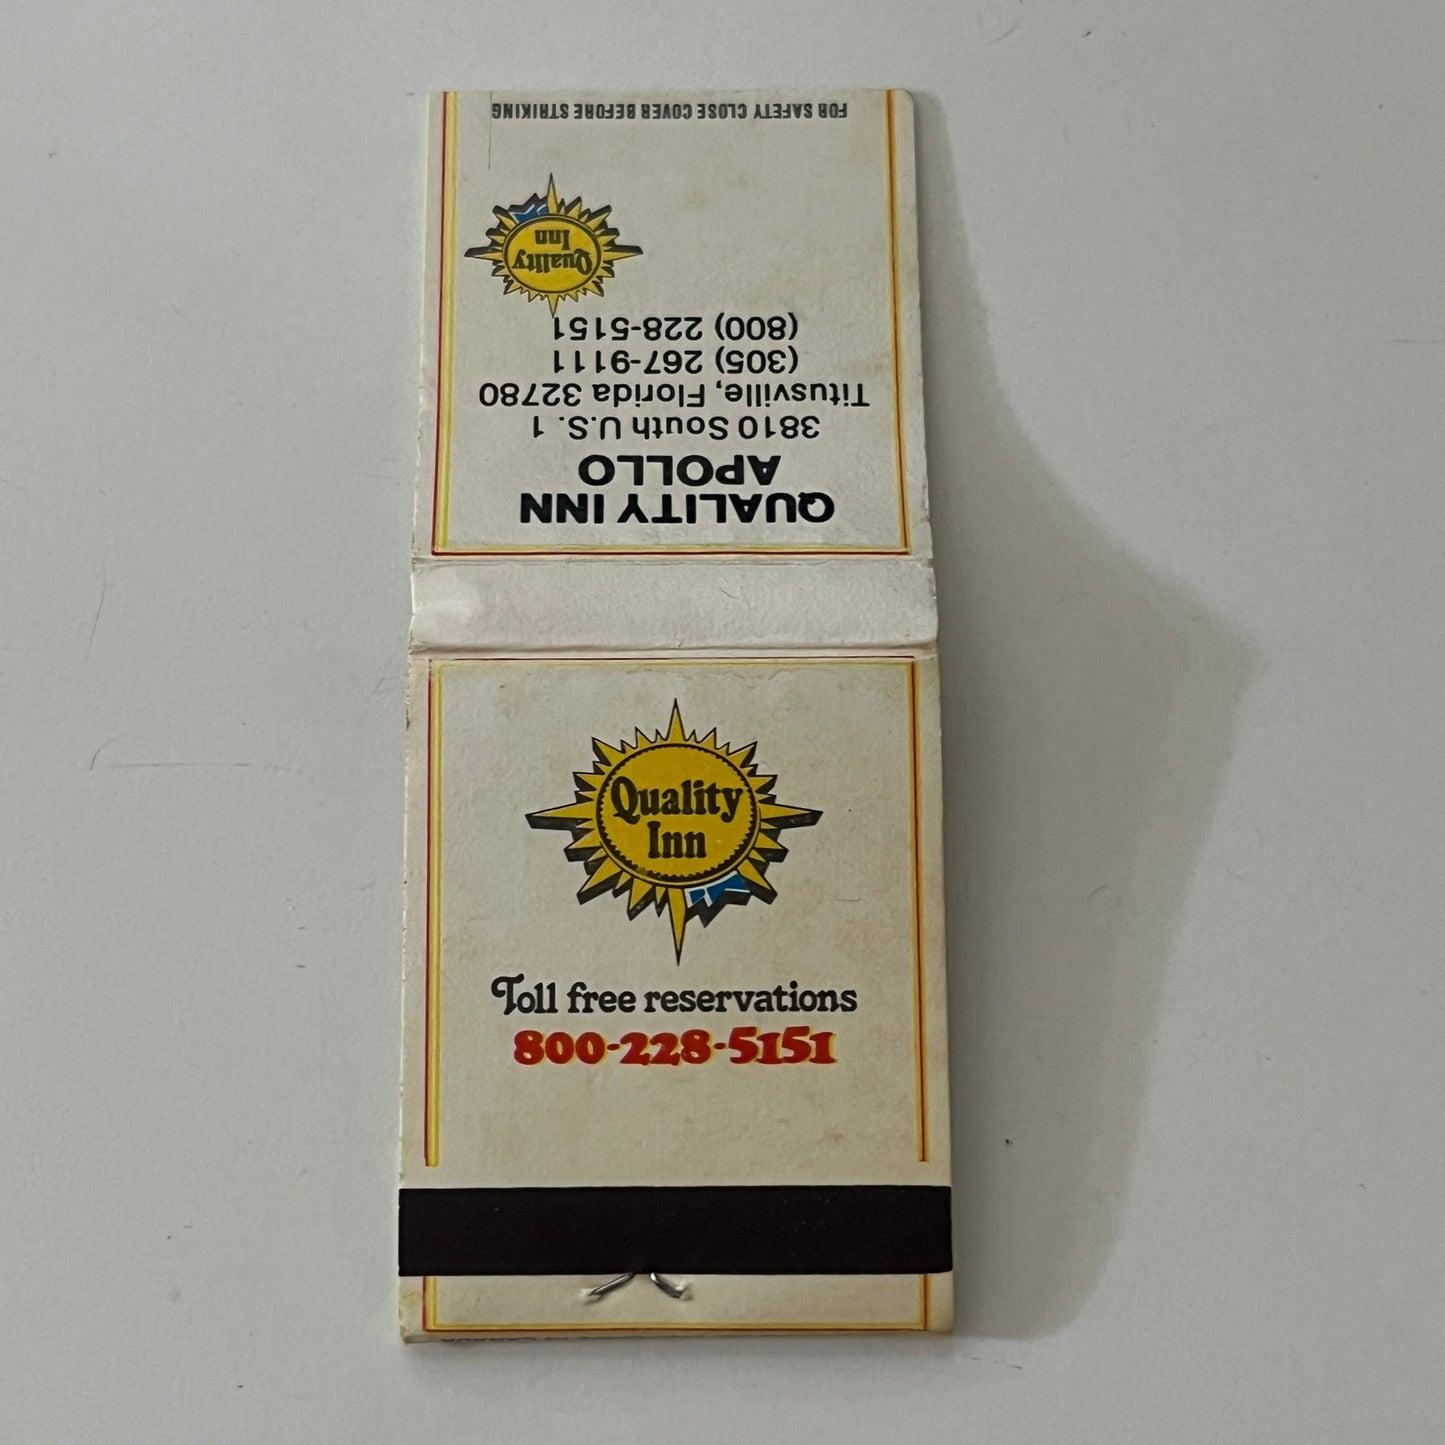 QUALITY INN
APOLLO
3810 South U.S. 1
Titusville, Florida 32780
(305) 267-9111
(800) 228-5151
Quality
Inn
FOR SAFETY CLOSE COVER BEFORE STRIKING
Quality
Inn
Toll free reservations
800-228-5151